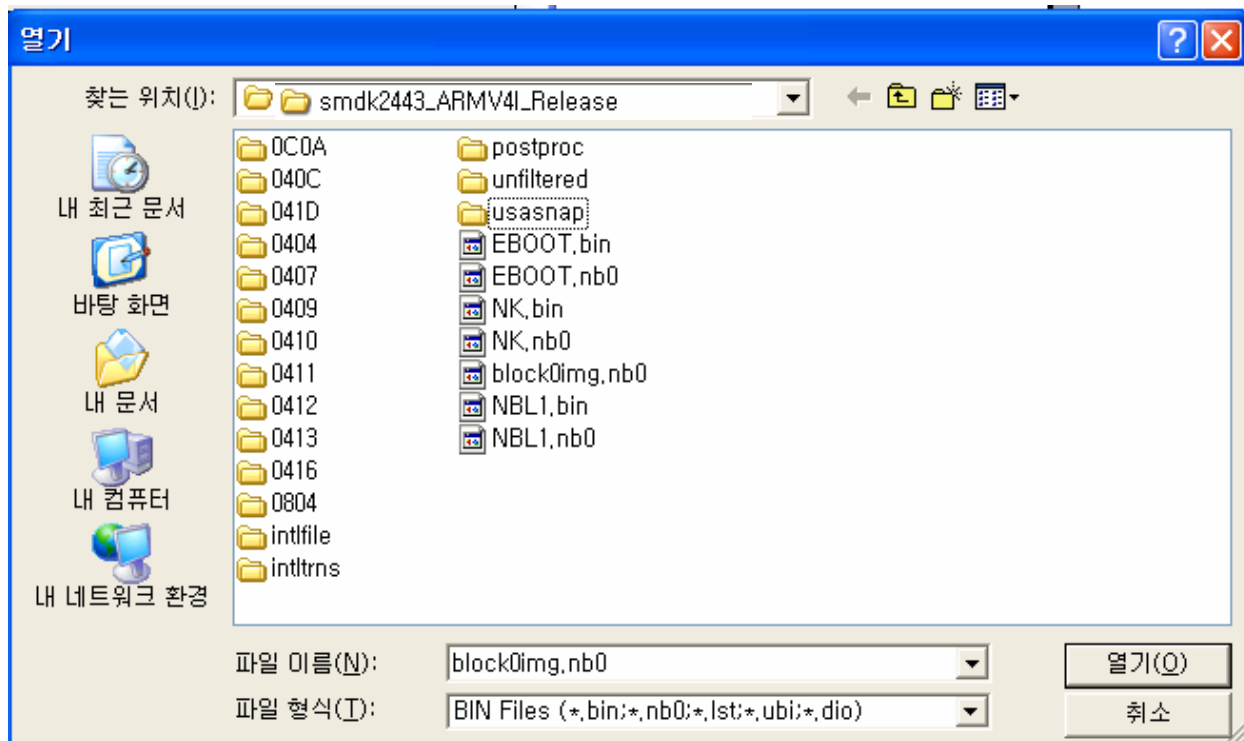 열기
찾는 위치(I):
smdk2443_ARMV4I_Release
내 최근 문서
바탕 화면
내 문서
내 컴퓨터
내 네트워크 환경
0C0A
040C
041D
0404
0407
0409
0410
0411
0412
0413
0416
0804
intlfile
intltrns
postproc
unfiltered
usasnap
EBOOT.bin
EBOOT.nb0
NK.bin
NK.nb0
block0img.nb0
NBL1.bin
NBL1.nb0
파일 이름(N):
block0img.nb0
열기(O)
파일 형식(T):
BIN Files (*.bin;*.nb0;*.lst;*.ubi;*.dio)
취소